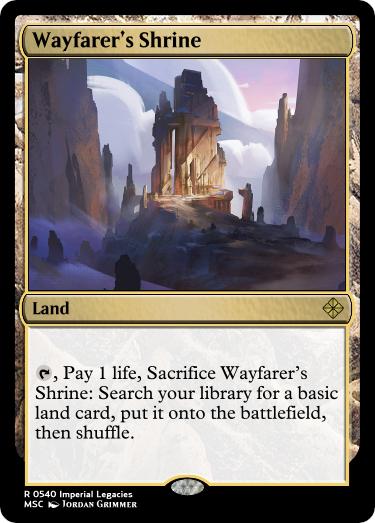 Wayfarer's Shrine
Land
, Pay 1 life, Sacrifice Wayfarer's
Shrine: Search your library for a basic
land card, put it onto the battlefield,
then shuffle.
R 0540 Imperial Legacies
MSC Jordan Grimmer